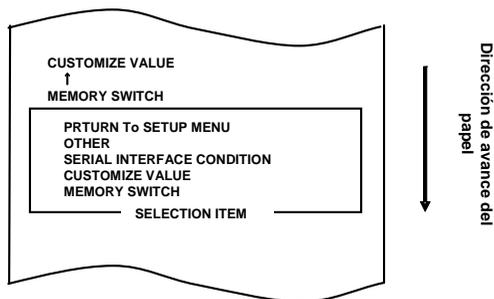 CUSTOMIZE VALUE
↑
MEMORY SWITCH
PRTURN To SETUP MENU
OTHER
SERIAL INTERFACE CONDITION
CUSTOMIZE VALUE
MEMORY SWITCH
SELECTION ITEM
Dirección de avance del
papel